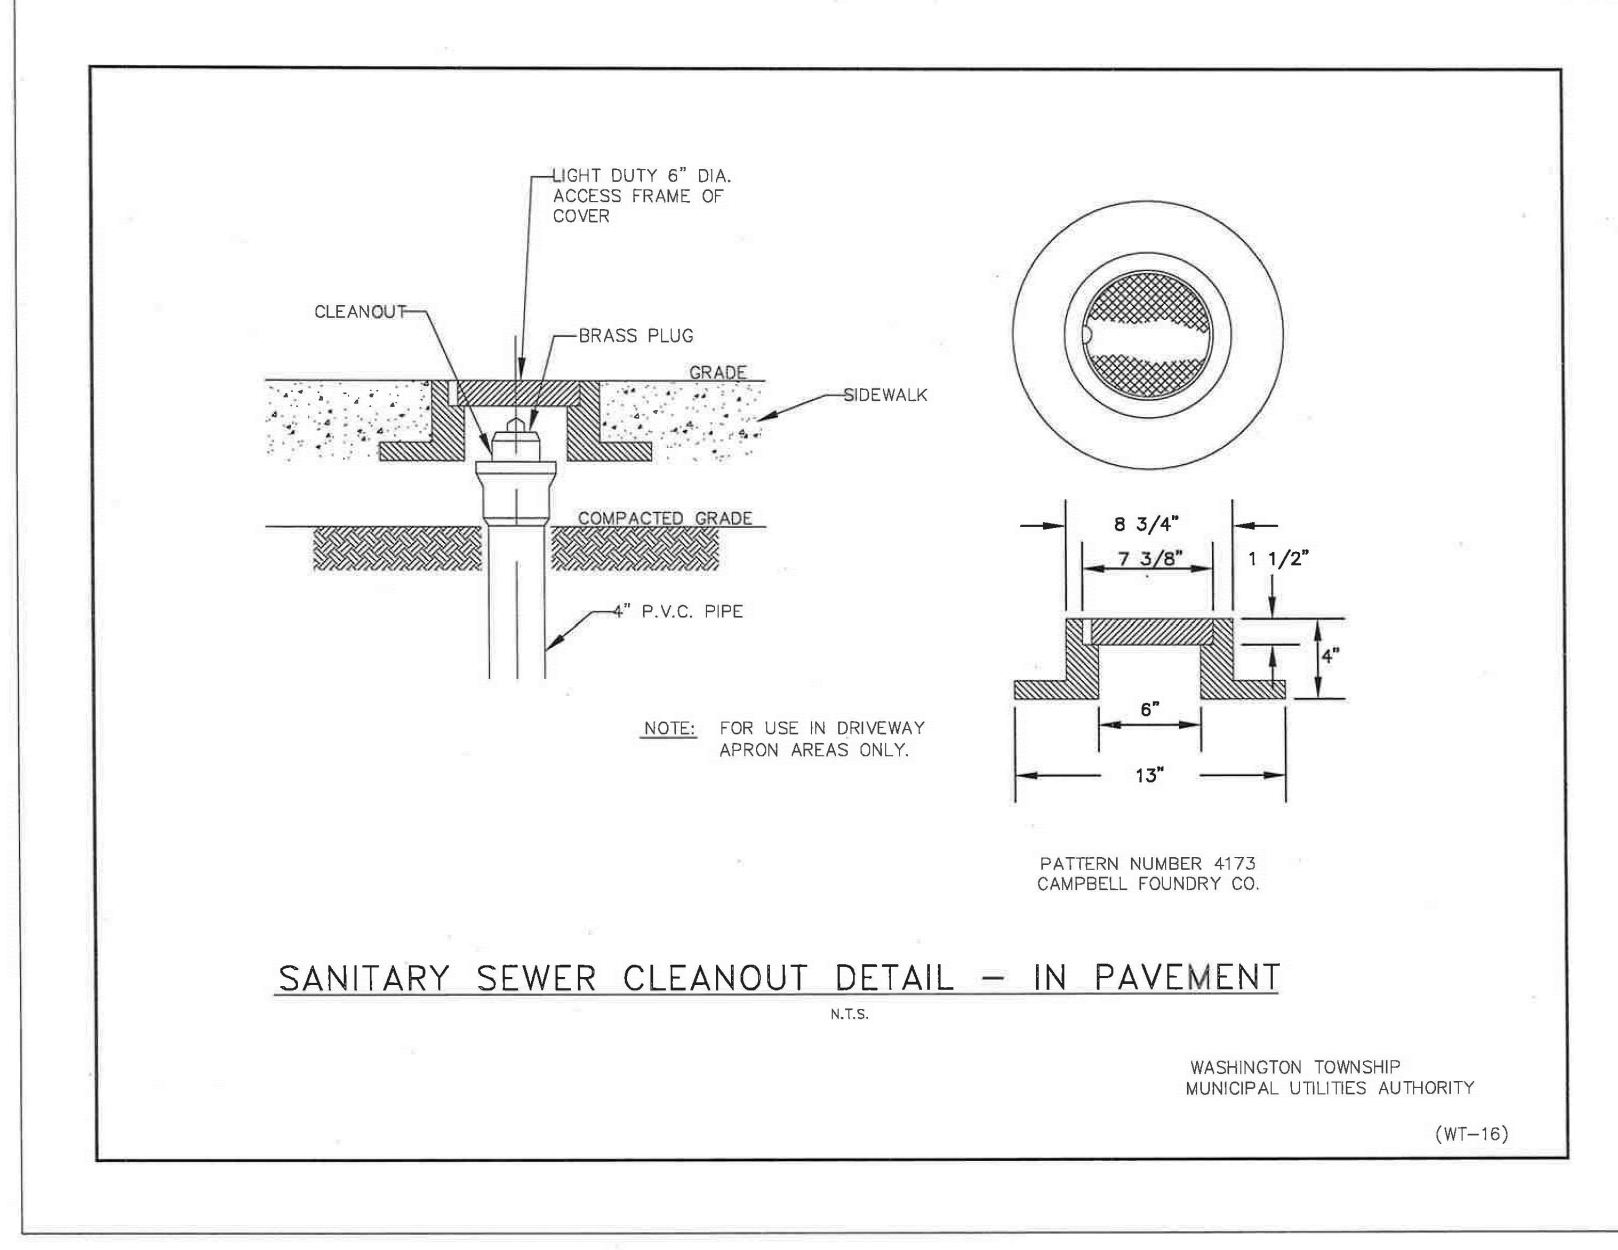 LIGHT DUTY 6" DIA.
ACCESS FRAME OF
COVER
CLEANOUT
BRASS PLUG
GRADE
SIDEWALK
COMPACTED GRADE
4" P.V.C. PIPE
NOTE: FOR USE IN DRIVEWAY
APRON AREAS ONLY.
8 3/4"
7 3/8"
1 1/2"
4"
6"
13"
PATTERN NUMBER 4173
CAMPBELL FOUNDRY CO.
SANITARY SEWER CLEANOUT DETAIL - IN PAVEMENT
N.T.S.
WASHINGTON TOWNSHIP
MUNICIPAL UTILITIES AUTHORITY
(WT-16)